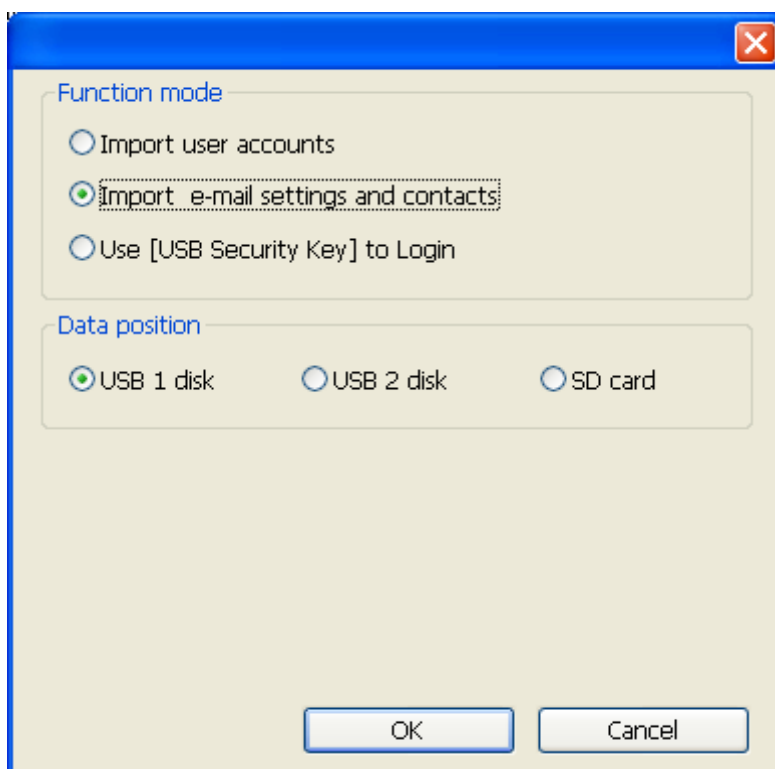 Function mode
Import user accounts
Import e-mail settings and contacts
Use [USB Security Key] to Login
Data position
USB 1 disk USB 2 disk SD card
OK Cancel